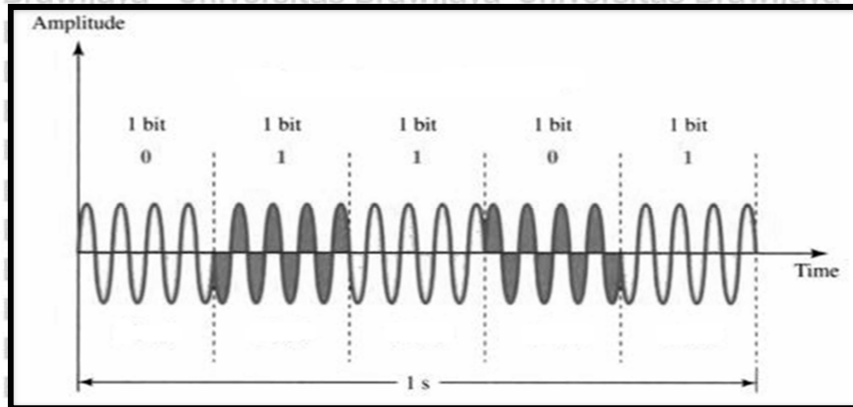 Amplitude
1 bit 1 bit 1 bit 1 bit 1 bit
0 1 1 0 1
Time
1 s